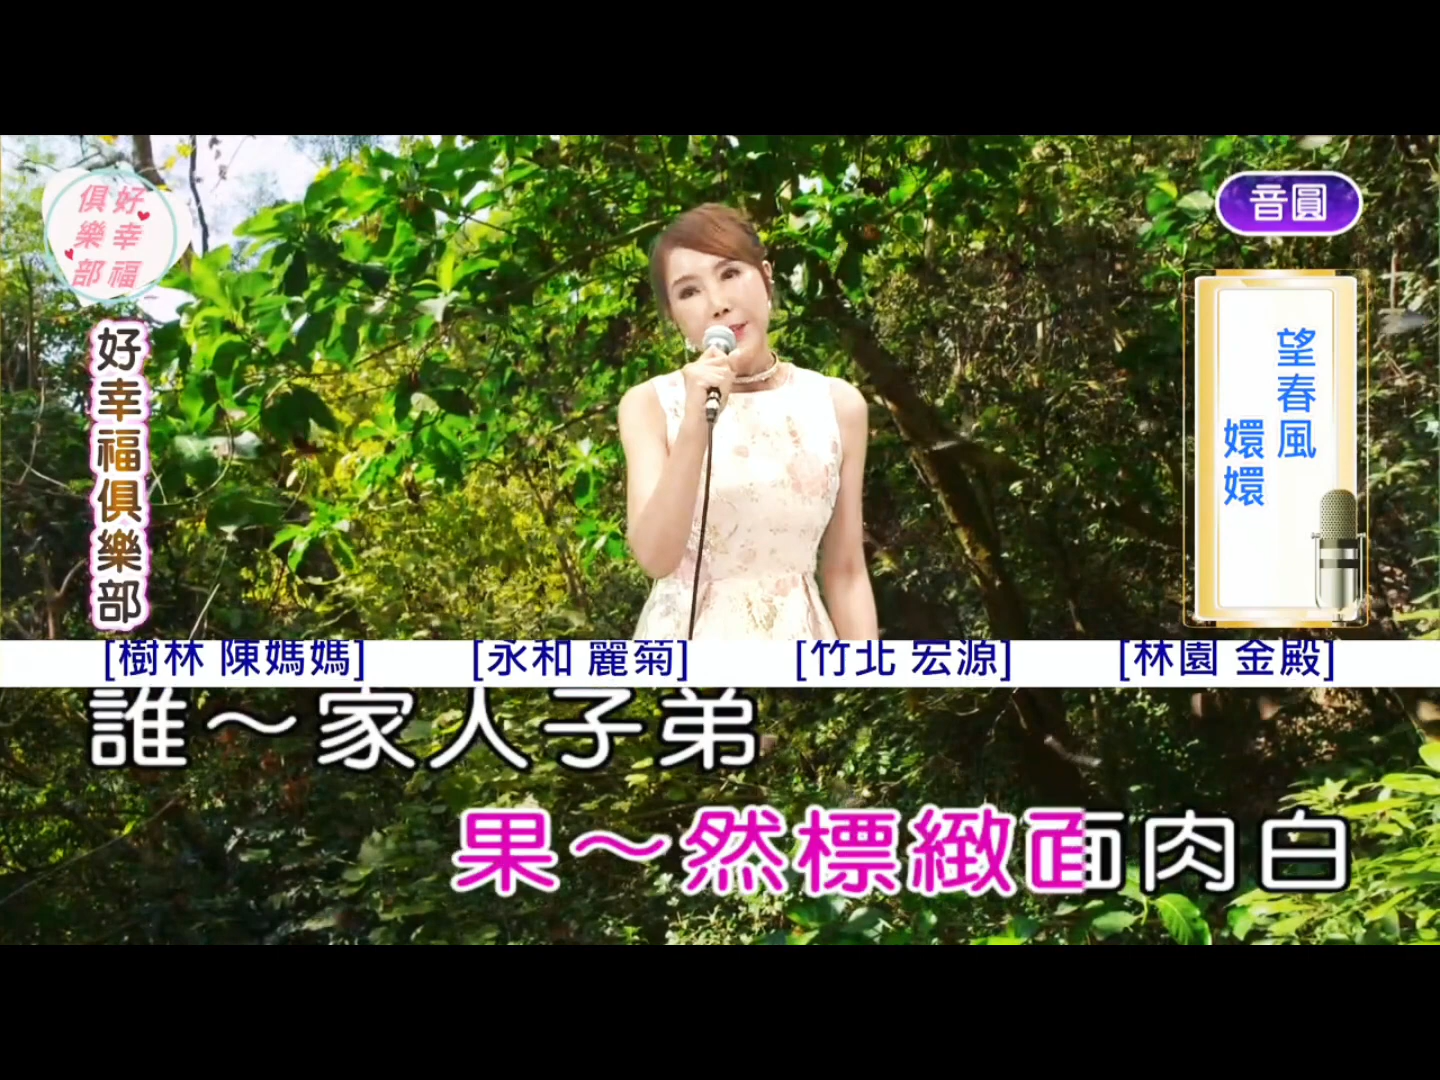 好幸福
俱樂部
好幸福俱樂部
音圓
望春風
嬛嬛
[樹林 陳媽媽] [永和 麗菊] [竹北 宏源] [林園 金殿]
誰～家人子弟
果～然標緻面肉白